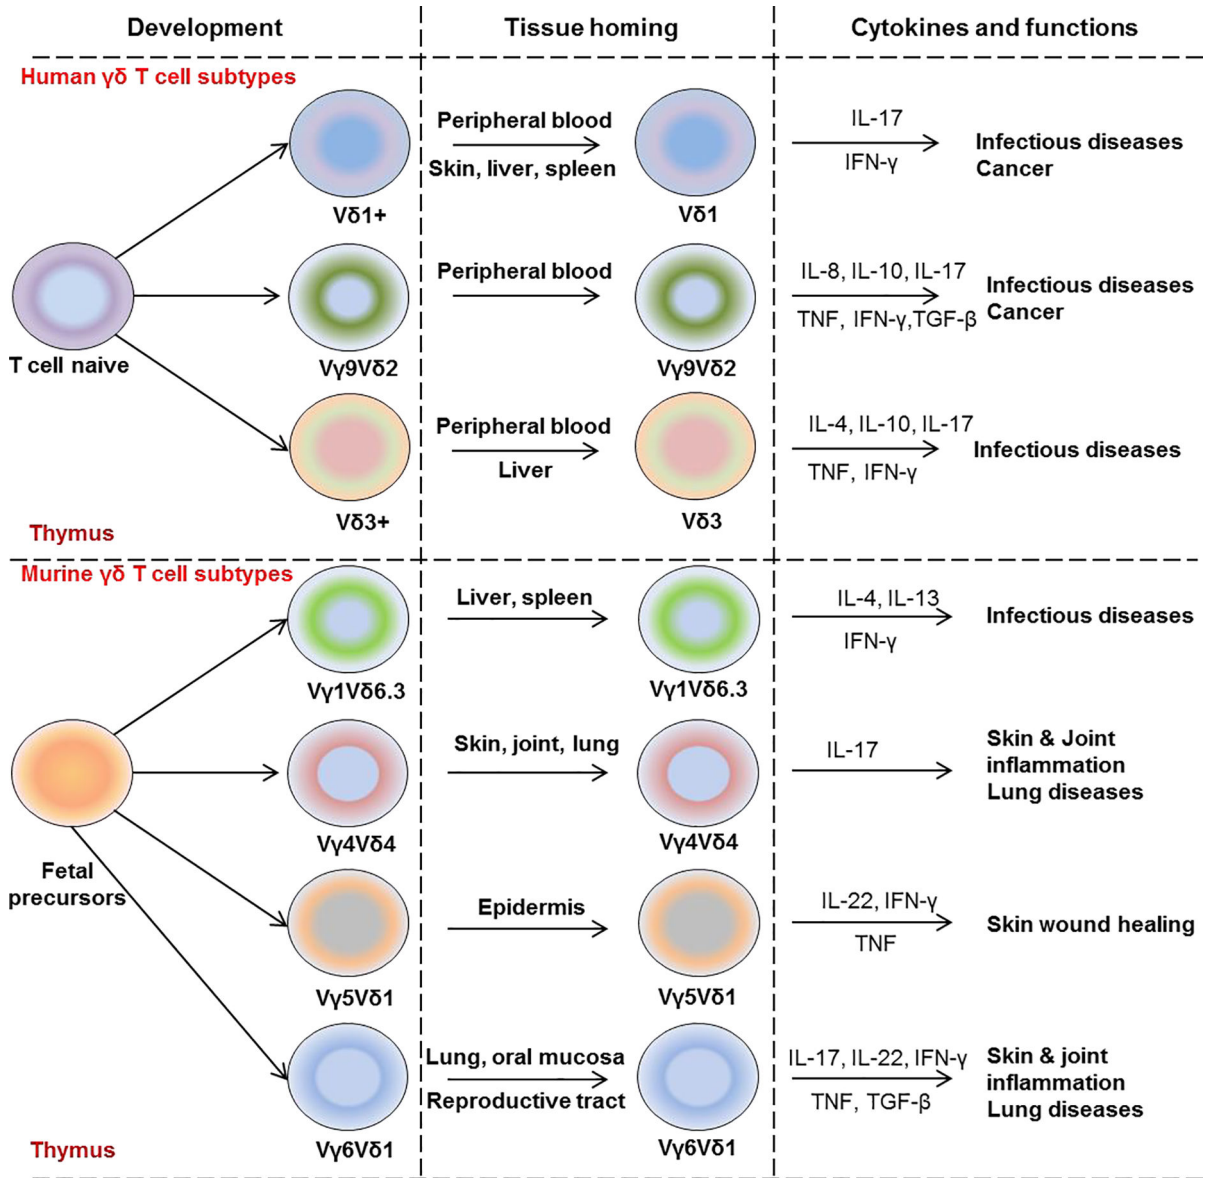 Development
Tissue homing
Cytokines and functions
Human γδ T cell subtypes
Peripheral blood
Skin, liver, spleen
IL-17
IFN-γ
Infectious diseases
Cancer
Vδ1+
Vδ1
T cell naive
Peripheral blood
IL-8, IL-10, IL-17
TNF, IFN-γ,TGF-β
Infectious diseases
Cancer
Vγ9Vδ2
Vγ9Vδ2
Peripheral blood
Liver
IL-4, IL-10, IL-17
TNF, IFN-γ
Infectious diseases
Vδ3+
Vδ3
Thymus
Murine γδ T cell subtypes
Liver, spleen
IL-4, IL-13
IFN-γ
Infectious diseases
Vγ1Vδ6.3
Vγ1Vδ6.3
Skin, joint, lung
IL-17
Skin & Joint
inflammation
Lung diseases
Vγ4Vδ4
Vγ4Vδ4
Fetal
precursors
Epidermis
IL-22, IFN-γ
TNF
Skin wound healing
Vγ5Vδ1
Vγ5Vδ1
Lung, oral mucosa
Reproductive tract
IL-17, IL-22, IFN-γ
TNF, TGF-β
Skin & joint
inflammation
Lung diseases
Vγ6Vδ1
Vγ6Vδ1
Thymus